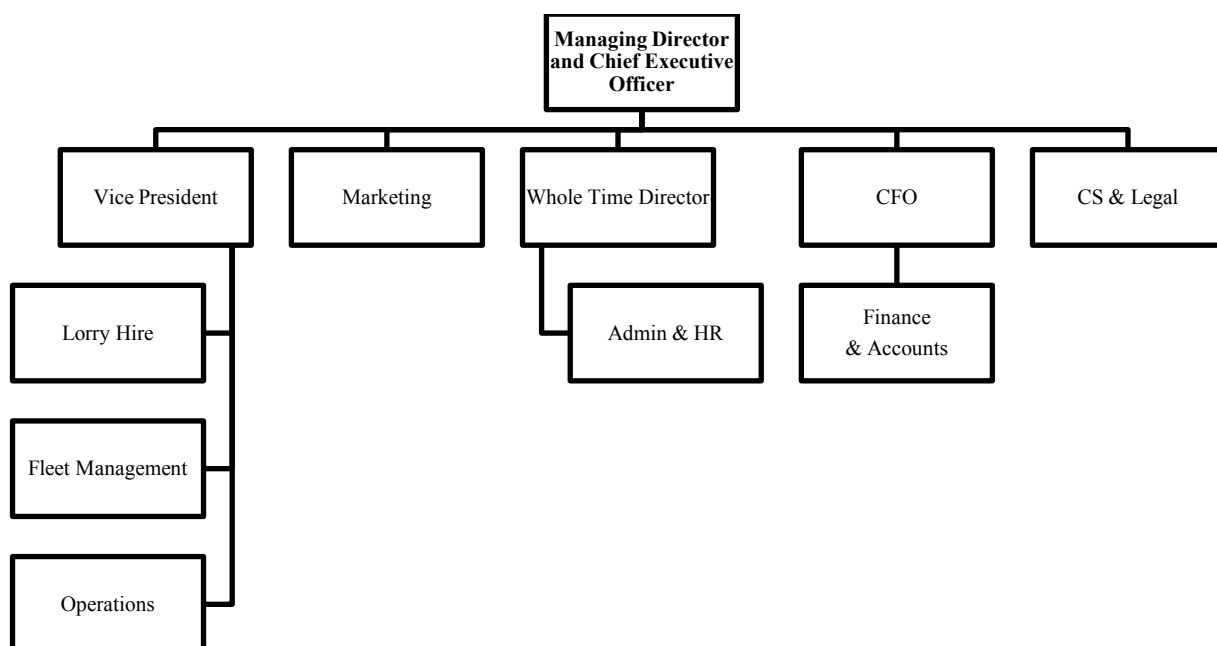 Managing Director
and Chief Executive
Officer
Vice President
Marketing
Whole Time Director
CFO
CS & Legal
Lorry Hire
Admin & HR
Finance
& Accounts
Fleet Management
Operations